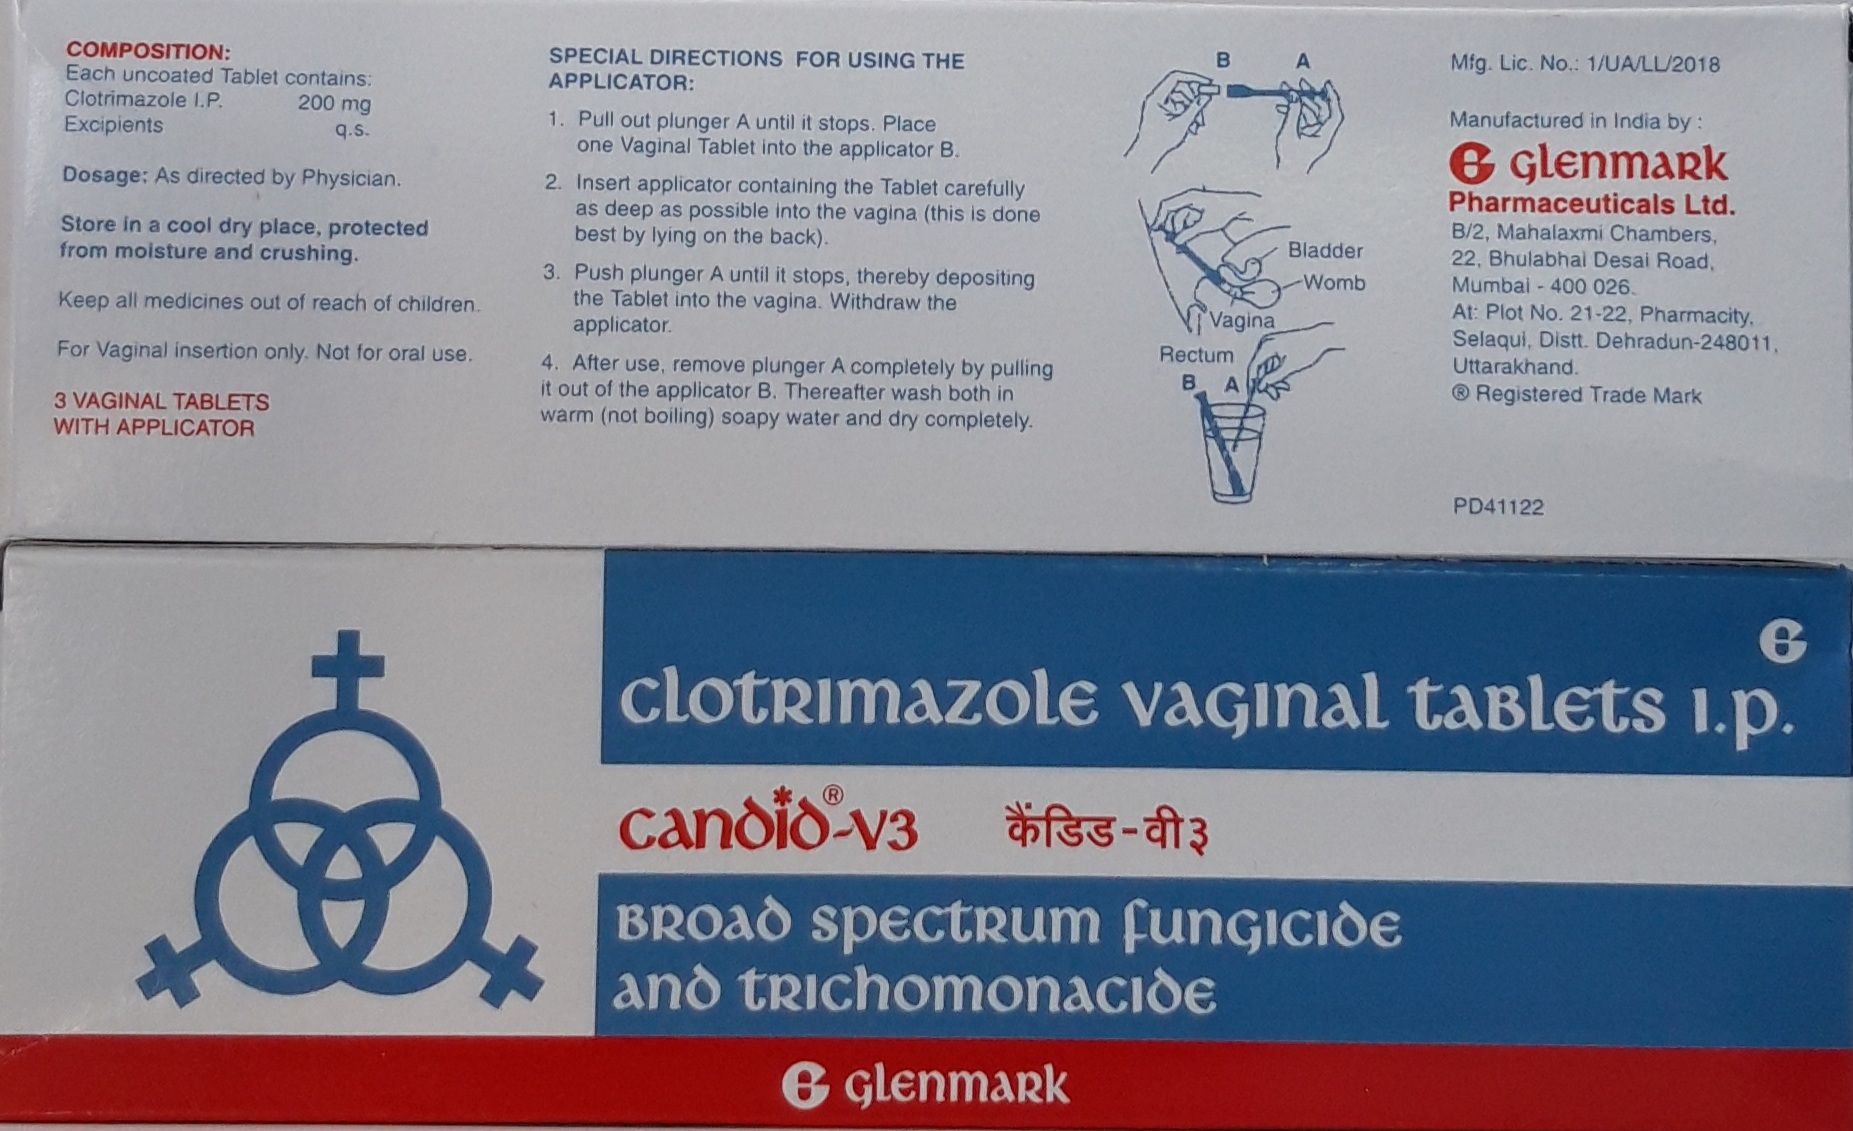 COMPOSITION:
Each uncoated Tablet contains:
Clotrimazole I.P. 200 mg
Excipients q.s.
Dosage: As directed by Physician.
Store in a cool dry place, protected
from moisture and crushing.
Keep all medicines out of reach of children.
For Vaginal insertion only. Not for oral use.
3 VAGINAL TABLETS
WITH APPLICATOR
SPECIAL DIRECTIONS FOR USING THE
APPLICATOR:
1. Pull out plunger A until it stops. Place
one Vaginal Tablet into the applicator B.
2. Insert applicator containing the Tablet carefully
as deep as possible into the vagina (this is done
best by lying on the back).
3. Push plunger A until it stops, thereby depositing
the Tablet into the vagina. Withdraw the
applicator.
4. After use, remove plunger A completely by pulling
it out of the applicator B. Thereafter wash both in
warm (not boiling) soapy water and dry completely.
B A
Bladder
Womb
Vagina
Rectum
B A
Mfg. Lic. No.: 1/UA/LL/2018
Manufactured in India by :
G Glenmark
Pharmaceuticals Ltd.
B/2, Mahalaxmi Chambers,
22, Bhulabhai Desai Road,
Mumbai - 400 026.
At: Plot No. 21-22, Pharmacity,
Selaqui, Distt. Dehradun-248011,
Uttarakhand.
® Registered Trade Mark
PD41122
G
Clotrimazole Vaginal Tablets I.P.
Candid®-V3 कैंडिड-वी३
Broad Spectrum Fungicide
and Trichomonacide
G Glenmark